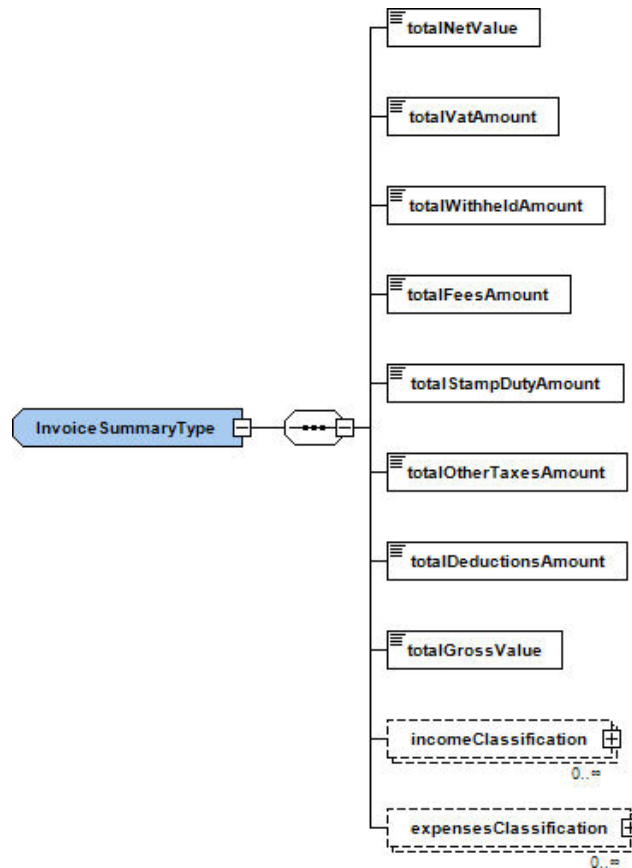 totalNetValue
totalVatAmount
totalWithheldAmount
totalFeesAmount
totalStampDutyAmount
InvoiceSummaryType
totalOtherTaxesAmount
totalDeductionsAmount
totalGrossValue
incomeClassification
0..∞
expensesClassification
0..∞